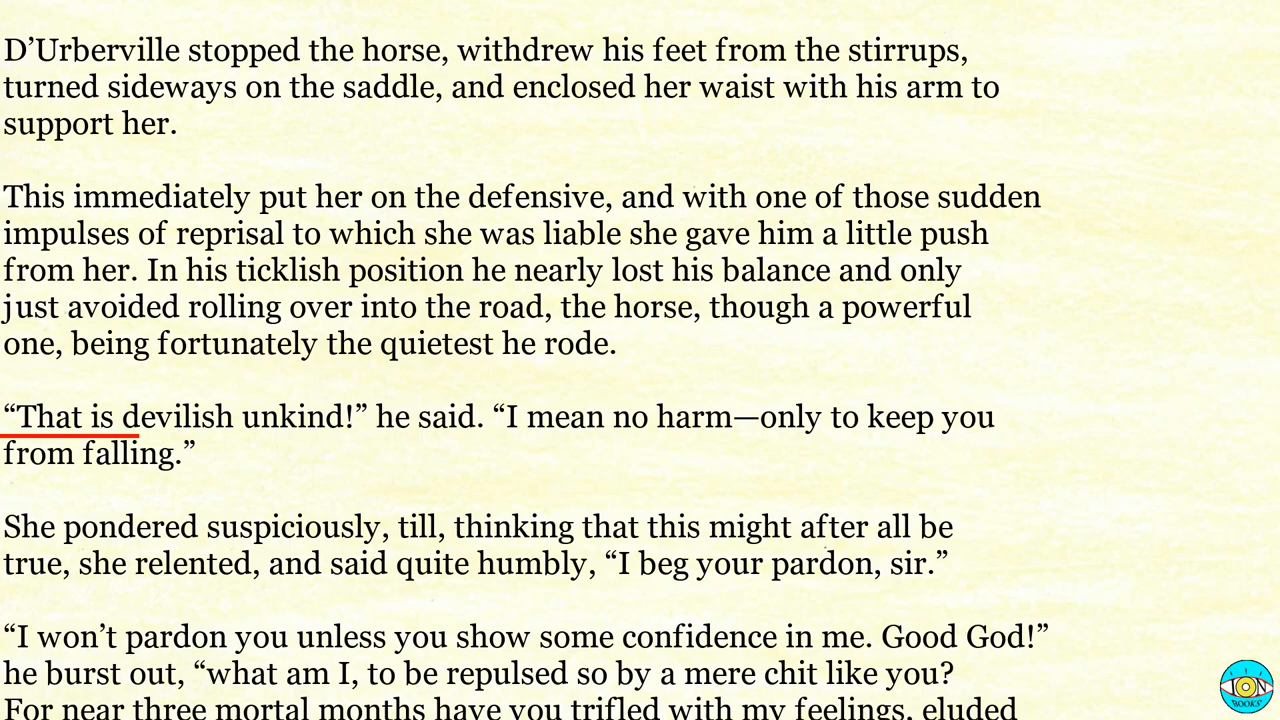 D’Urberville stopped the horse, withdrew his feet from the stirrups,
turned sideways on the saddle, and enclosed her waist with his arm to
support her.
This immediately put her on the defensive, and with one of those sudden
impulses of reprisal to which she was liable she gave him a little push
from her. In his ticklish position he nearly lost his balance and only
just avoided rolling over into the road, the horse, though a powerful
one, being fortunately the quietest he rode.
“That is devilish unkind!” he said. “I mean no harm—only to keep you
from falling.”
She pondered suspiciously, till, thinking that this might after all be
true, she relented, and said quite humbly, “I beg your pardon, sir.”
“I won’t pardon you unless you show some confidence in me. Good God!”
he burst out, “what am I, to be repulsed so by a mere chit like you?
For near three mortal months have you trifled with my feelings, eluded
ION
BOOKS